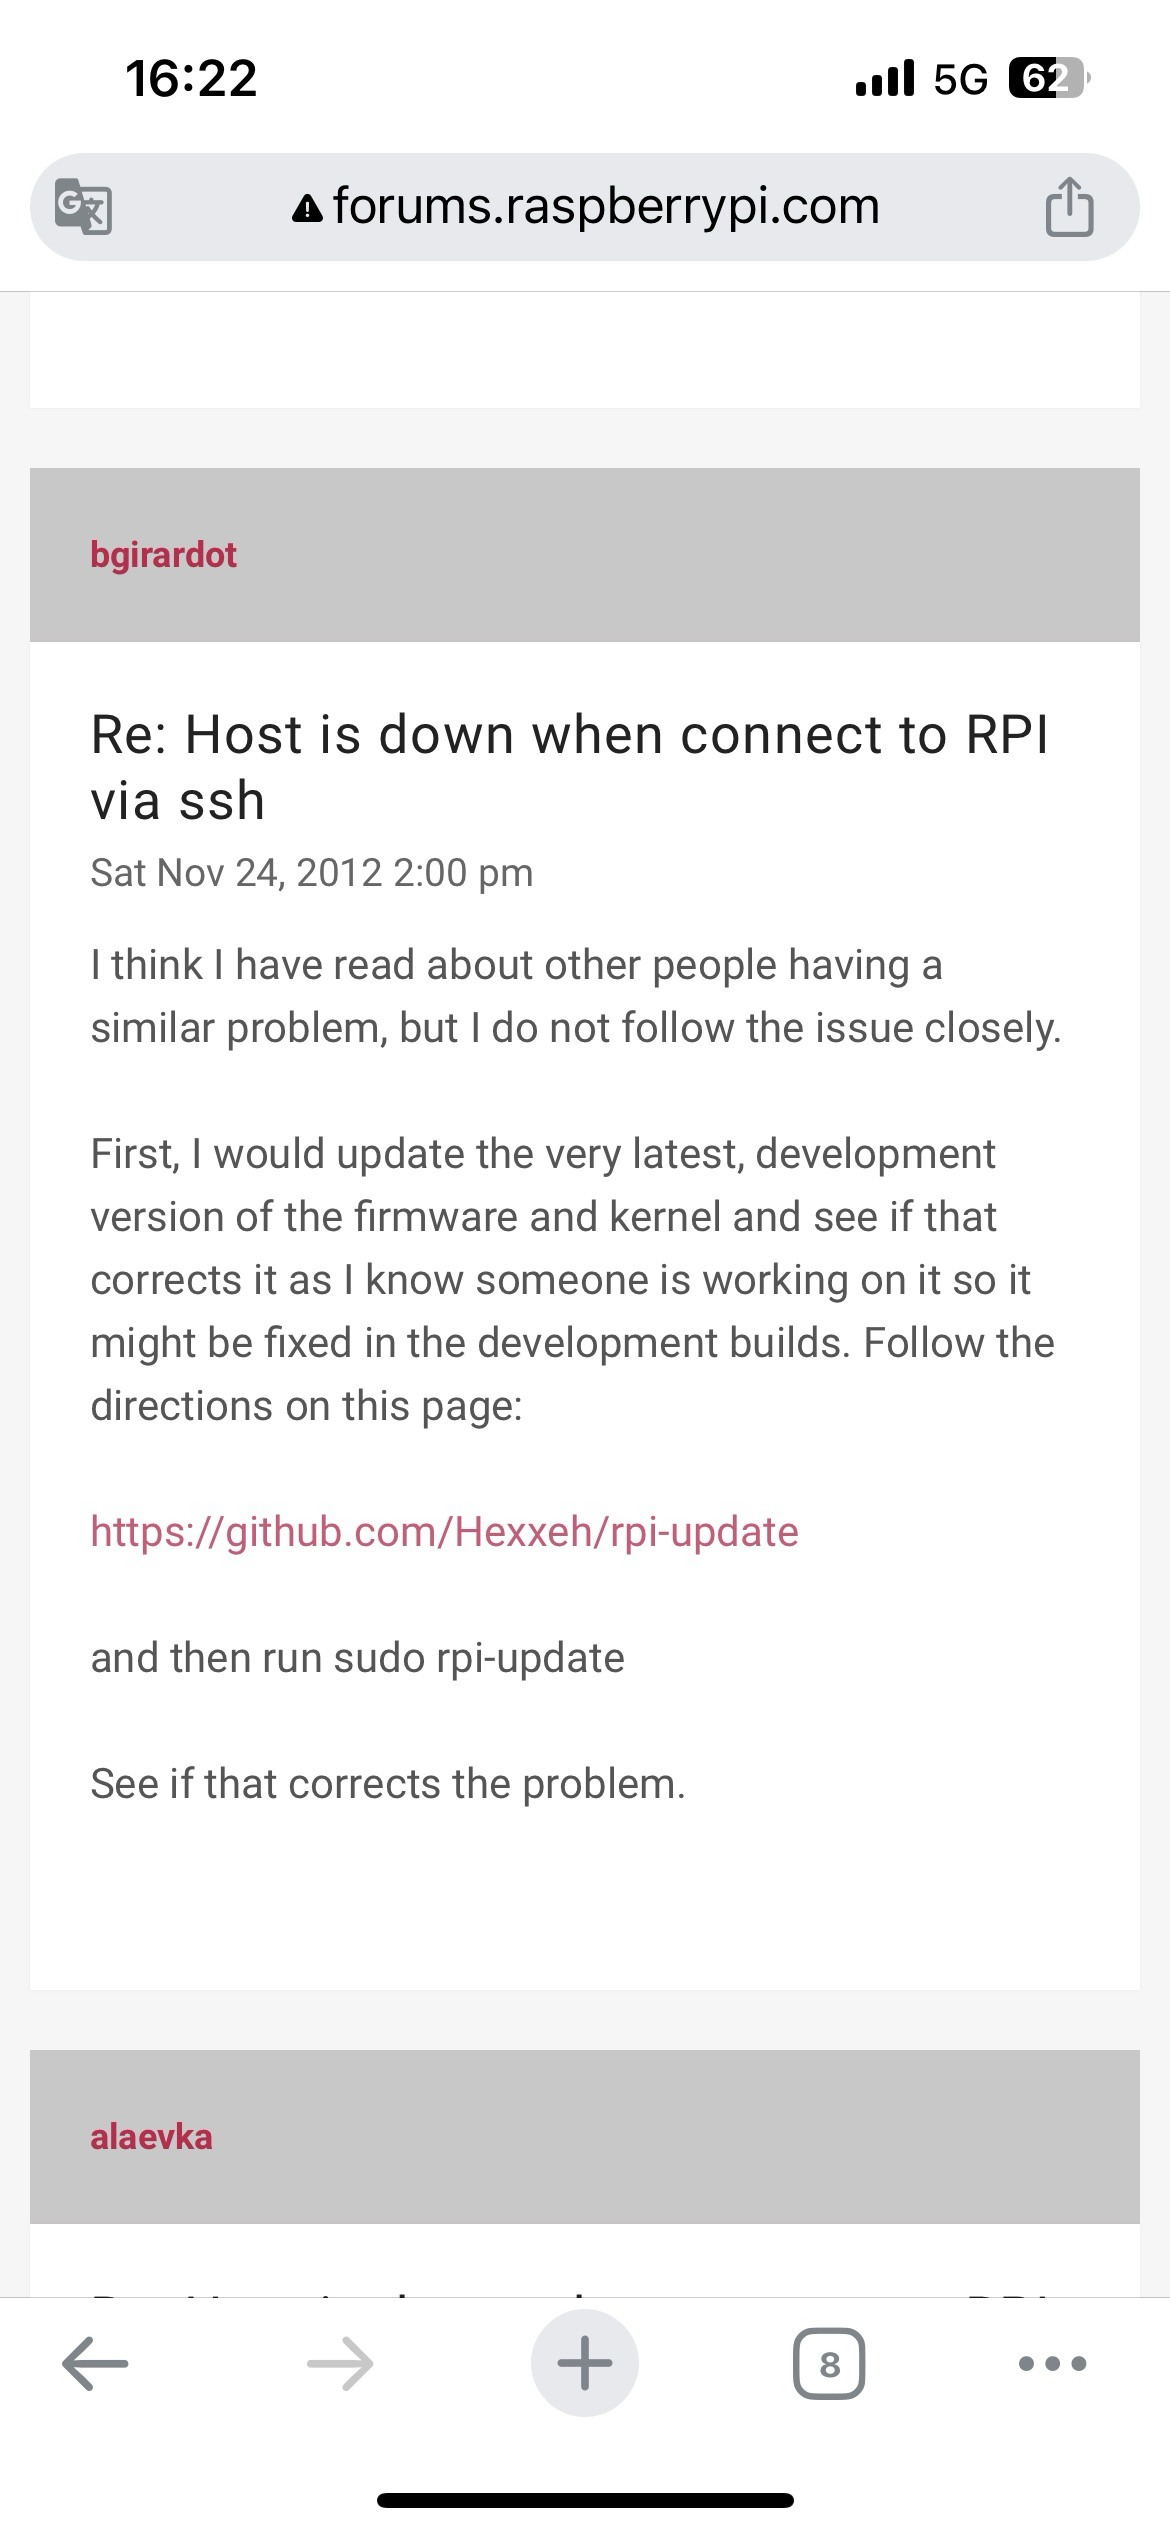 16:22
5G 62
forums.raspberrypi.com
bgirardot
Re: Host is down when connect to RPI
via ssh
Sat Nov 24, 2012 2:00 pm
I think I have read about other people having a
similar problem, but I do not follow the issue closely.
First, I would update the very latest, development
version of the firmware and kernel and see if that
corrects it as I know someone is working on it so it
might be fixed in the development builds. Follow the
directions on this page:
https://github.com/Hexxeh/rpi-update
and then run sudo rpi-update
See if that corrects the problem.
alaevka
8